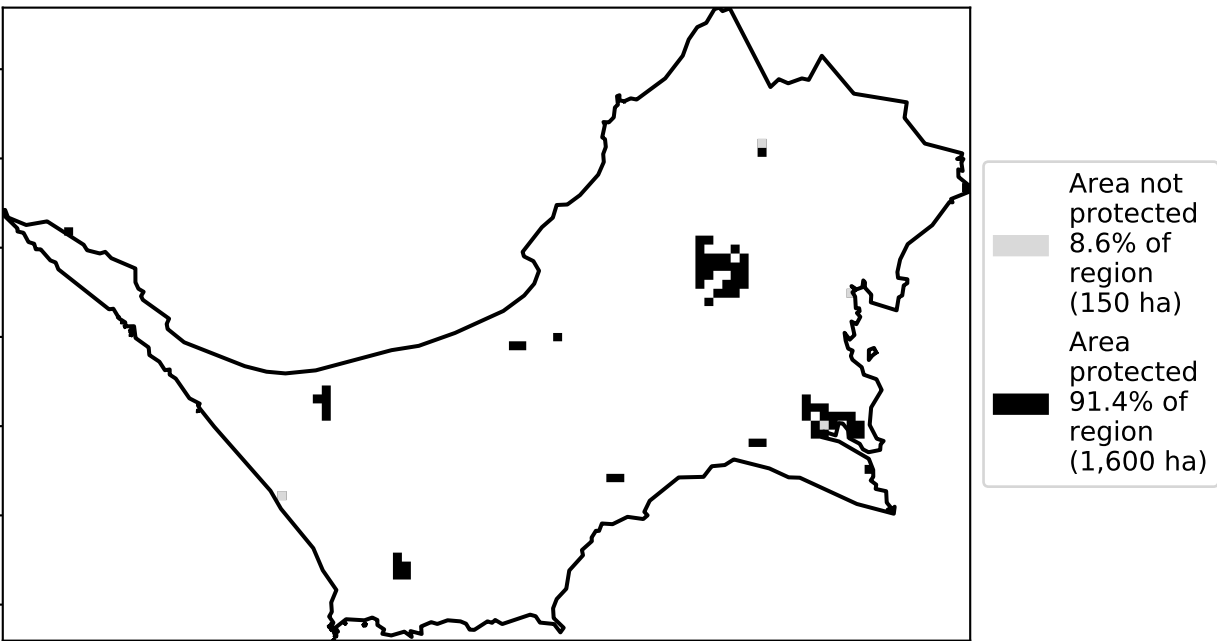 Area not
protected
8.6% of
region
(150 ha)
Area
protected
91.4% of
region
(1,600 ha)